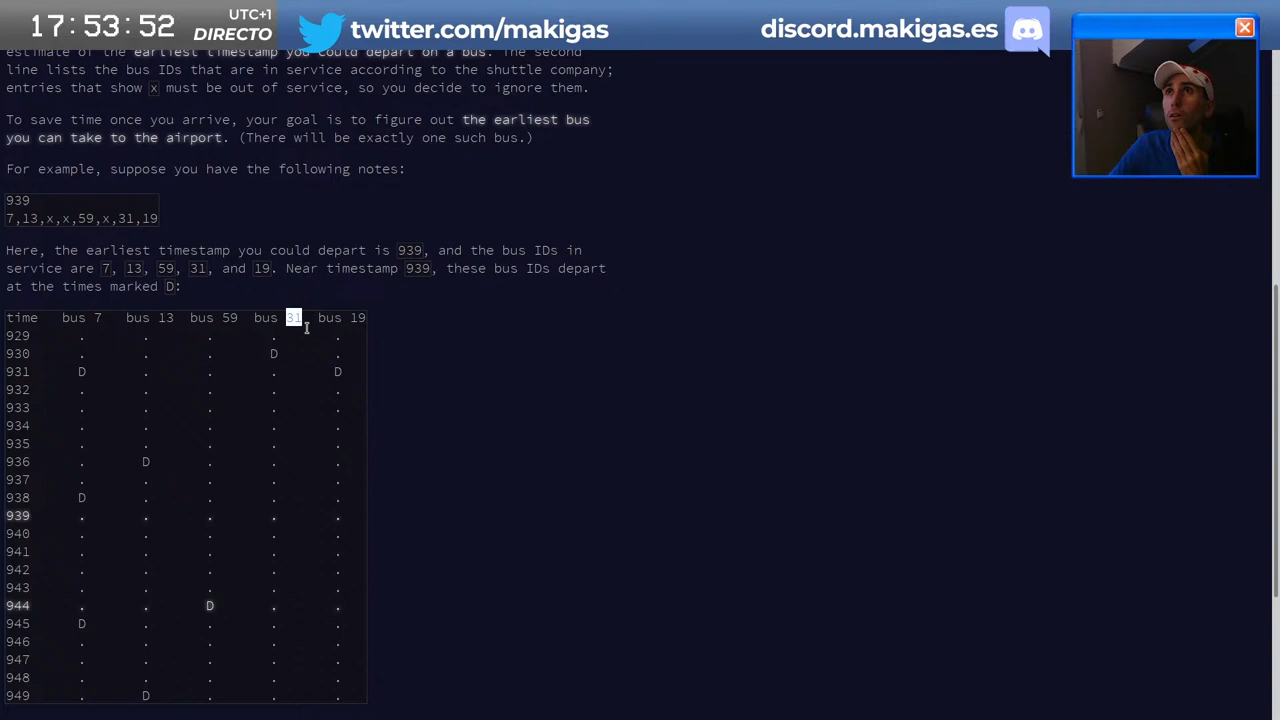 17:53:52
UTC+1
DIRECTO
twitter.com/makigas
discord.makigas.es
estimate of the earliest timestamp you could depart on a bus. The second
line lists the bus IDs that are in service according to the shuttle company;
entries that show x must be out of service, so you decide to ignore them.
To save time once you arrive, your goal is to figure out the earliest bus
you can take to the airport. (There will be exactly one such bus.)
For example, suppose you have the following notes:
939
7,13,x,x,59,x,31,19
Here, the earliest timestamp you could depart is 939, and the bus IDs in
service are 7, 13, 59, 31, and 19. Near timestamp 939, these bus IDs depart
at the times marked D:
time bus 7 bus 13 bus 59 bus 31 bus 19
929 . . . . .
930 . . . D .
931 D . . . D
932 . . . . .
933 . . . . .
934 . . . . .
935 . . . . .
936 . D . . .
937 . . . . .
938 D . . . .
939 . . . . .
940 . . . . .
941 . . . . .
942 . . . . .
943 . . . . .
944 . . D . .
945 D . . . .
946 . . . . .
947 . . . . .
948 . . . . .
949 . D . . .